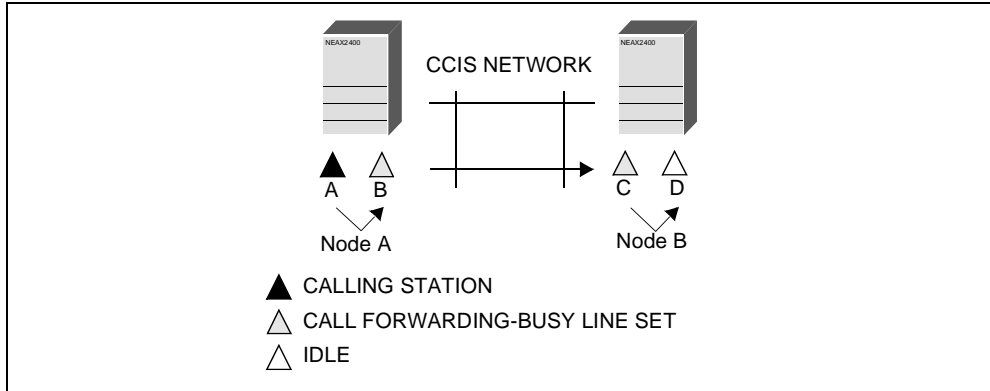 NEAX2400
NEAX2400
CCIS NETWORK
A B
C D
Node A
Node B
CALLING STATION
CALL FORWARDING-BUSY LINE SET
IDLE